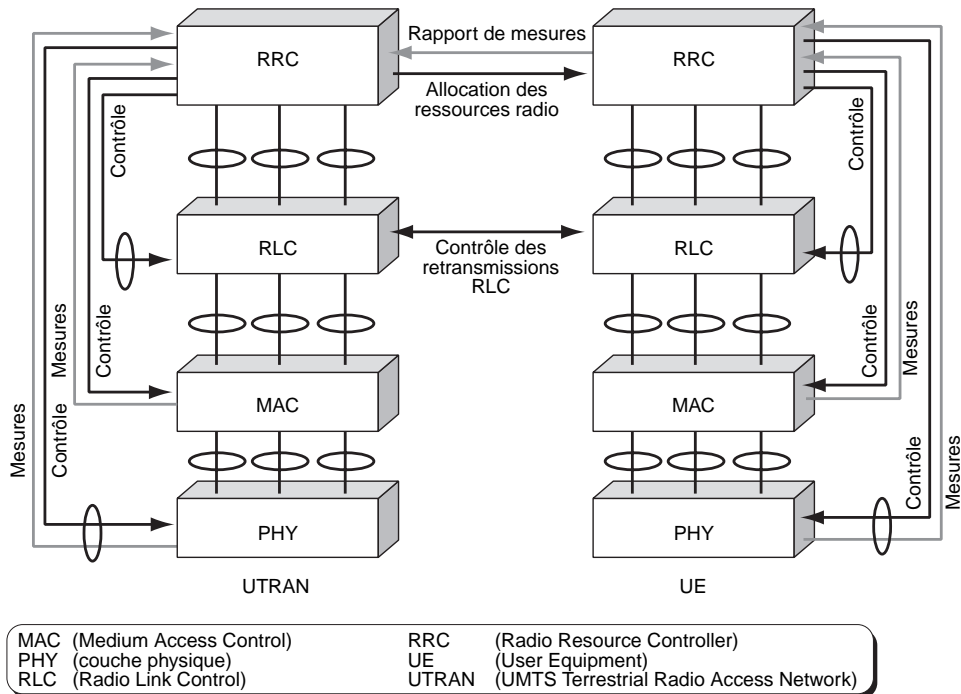 RRC
Rapport de mesures
RRC
Allocation des
ressources radio
Contrôle
Contrôle
RLC
Contrôle des
retransmissions
RLC
RLC
Mesures
Contrôle
Mesures
Contrôle
MAC
MAC
Contrôle
Mesures
Contrôle
Mesures
PHY
PHY
UTRAN
UE
MAC (Medium Access Control)
PHY (couche physique)
RLC (Radio Link Control)
RRC (Radio Resource Controller)
UE (User Equipment)
UTRAN (UMTS Terrestrial Radio Access Network)